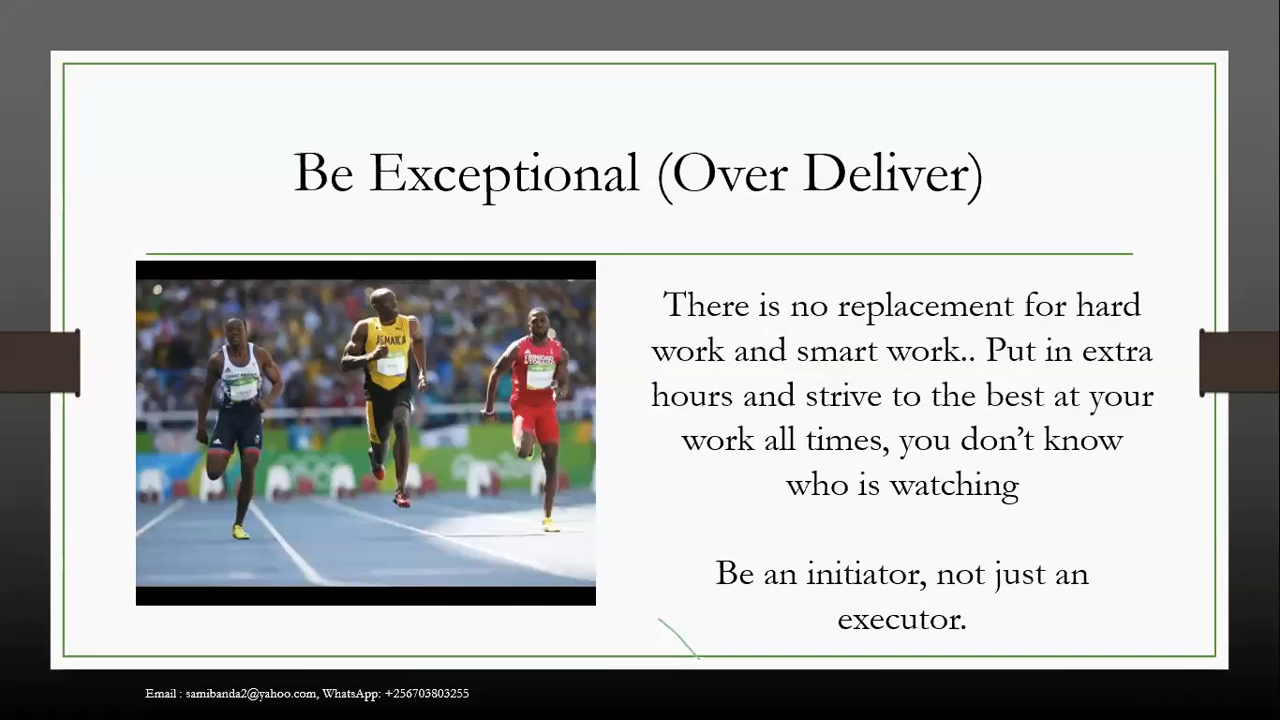 Be Exceptional (Over Deliver)
JAMAICA
There is no replacement for hard
work and smart work.. Put in extra
hours and strive to the best at your
work all times, you don’t know
who is watching
Be an initiator, not just an
executor.
Email : samibanda2@yahoo.com, WhatsApp: +256703803255